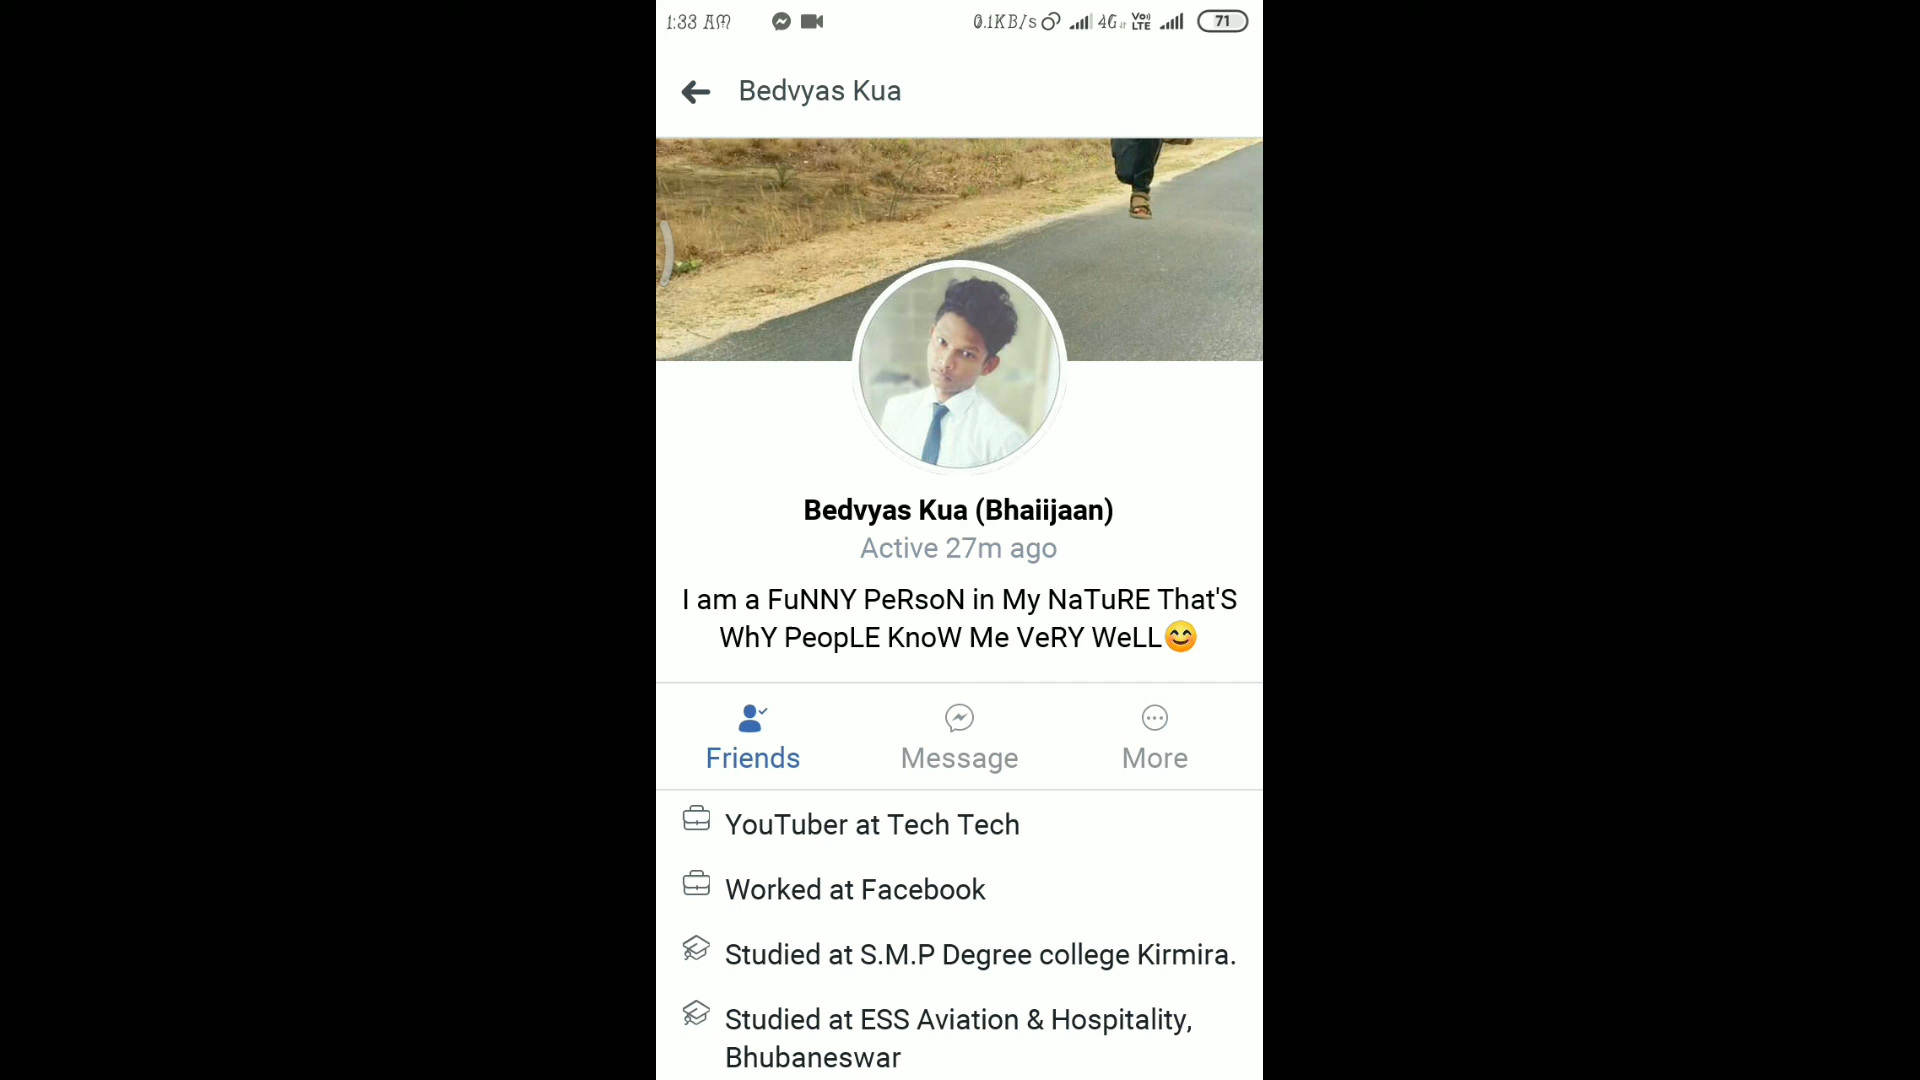 1:33 AM 0.1KB/s 4G Vo) LTE 71
Bedvyas Kua
Bedvyas Kua (Bhaiijaan)
Active 27m ago
I am a FuNNY PeRsoN in My NaTuRE That'S
WhY PeopLE KnoW Me VeRY WeLL😊
Friends Message More
YouTuber at Tech Tech
Worked at Facebook
Studied at S.M.P Degree college Kirmira.
Studied at ESS Aviation & Hospitality,
Bhubaneswar